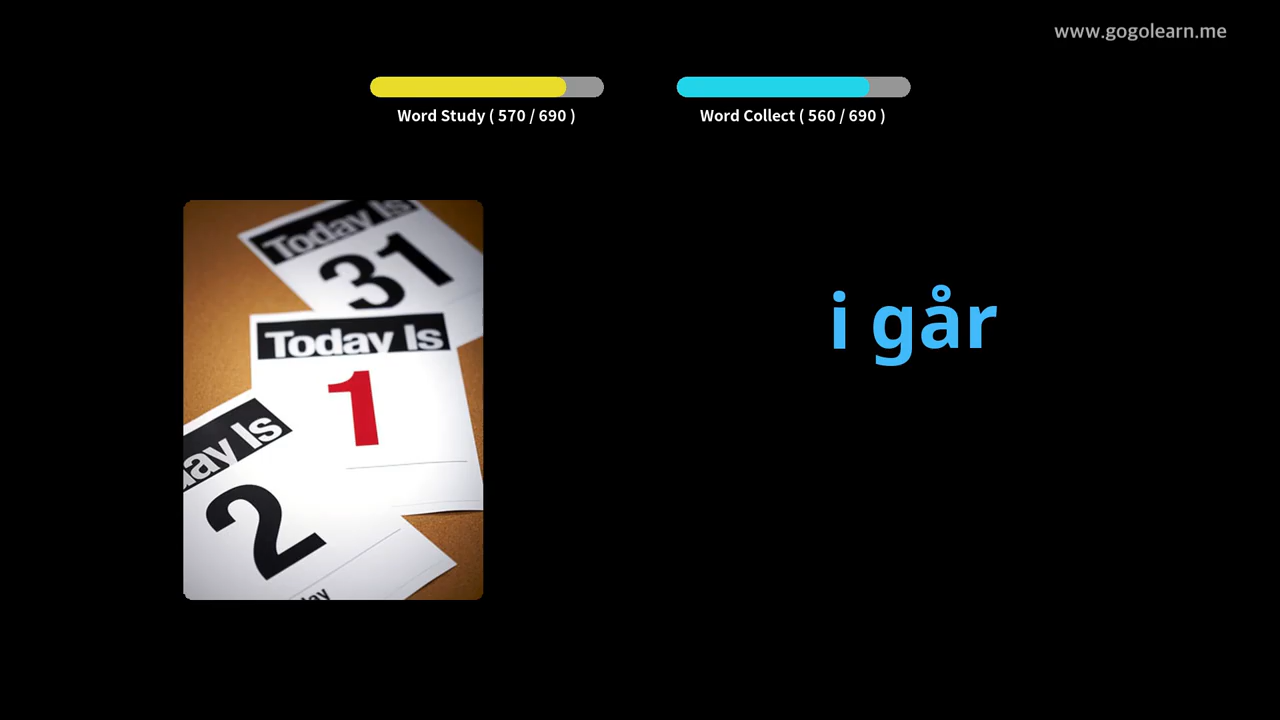 www.gogolearn.me
Word Study ( 570 / 690 )
Word Collect ( 560 / 690 )
Today Is
31
i går
Today Is
1
ay Is
2
ay